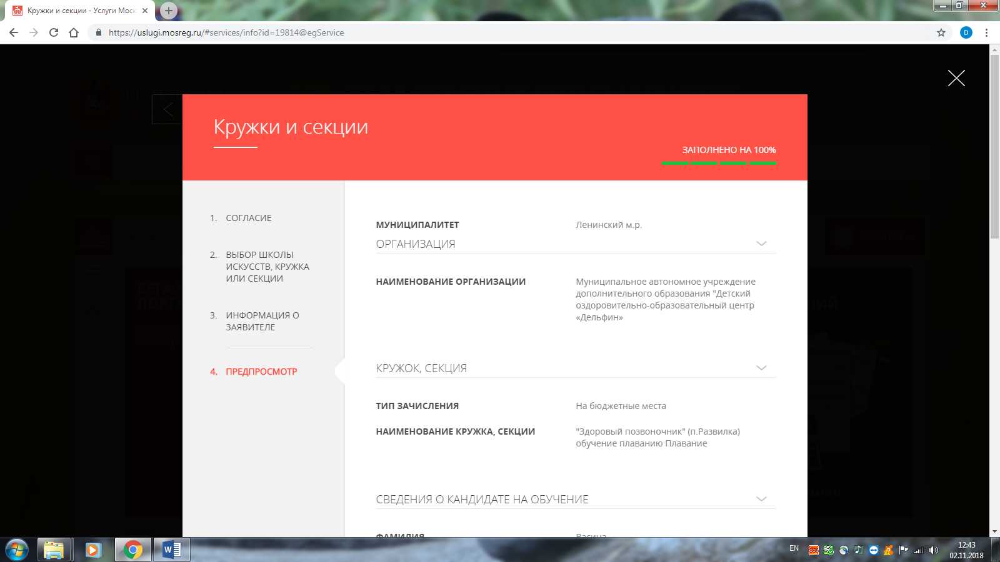 Кружки и секции - Услуги Моск
https://uslugi.mosreg.ru/#services/info?id=19814@egService
D
Кружки и секции
ЗАПОЛНЕНО НА 100%
1. СОГЛАСИЕ
2. ВЫБОР ШКОЛЫ
ИСКУССТВ, КРУЖКА
ИЛИ СЕКЦИИ
3. ИНФОРМАЦИЯ О
ЗАЯВИТЕЛЕ
4. ПРЕДПРОСМОТР
МУНИЦИПАЛИТЕТ Ленинский м.р.
ОРГАНИЗАЦИЯ
НАИМЕНОВАНИЕ ОРГАНИЗАЦИИ Муниципальное автономное учреждение
дополнительного образования "Детский
оздоровительно-образовательный центр
«Дельфин»
КРУЖОК, СЕКЦИЯ
ТИП ЗАЧИСЛЕНИЯ На бюджетные места
НАИМЕНОВАНИЕ КРУЖКА, СЕКЦИИ "Здоровый позвоночник" (п.Развилка)
обучение плаванию Плавание
СВЕДЕНИЯ О КАНДИДАТЕ НА ОБУЧЕНИЕ
ФАМИЛИЯ Васина
EN
12:43
02.11.2018